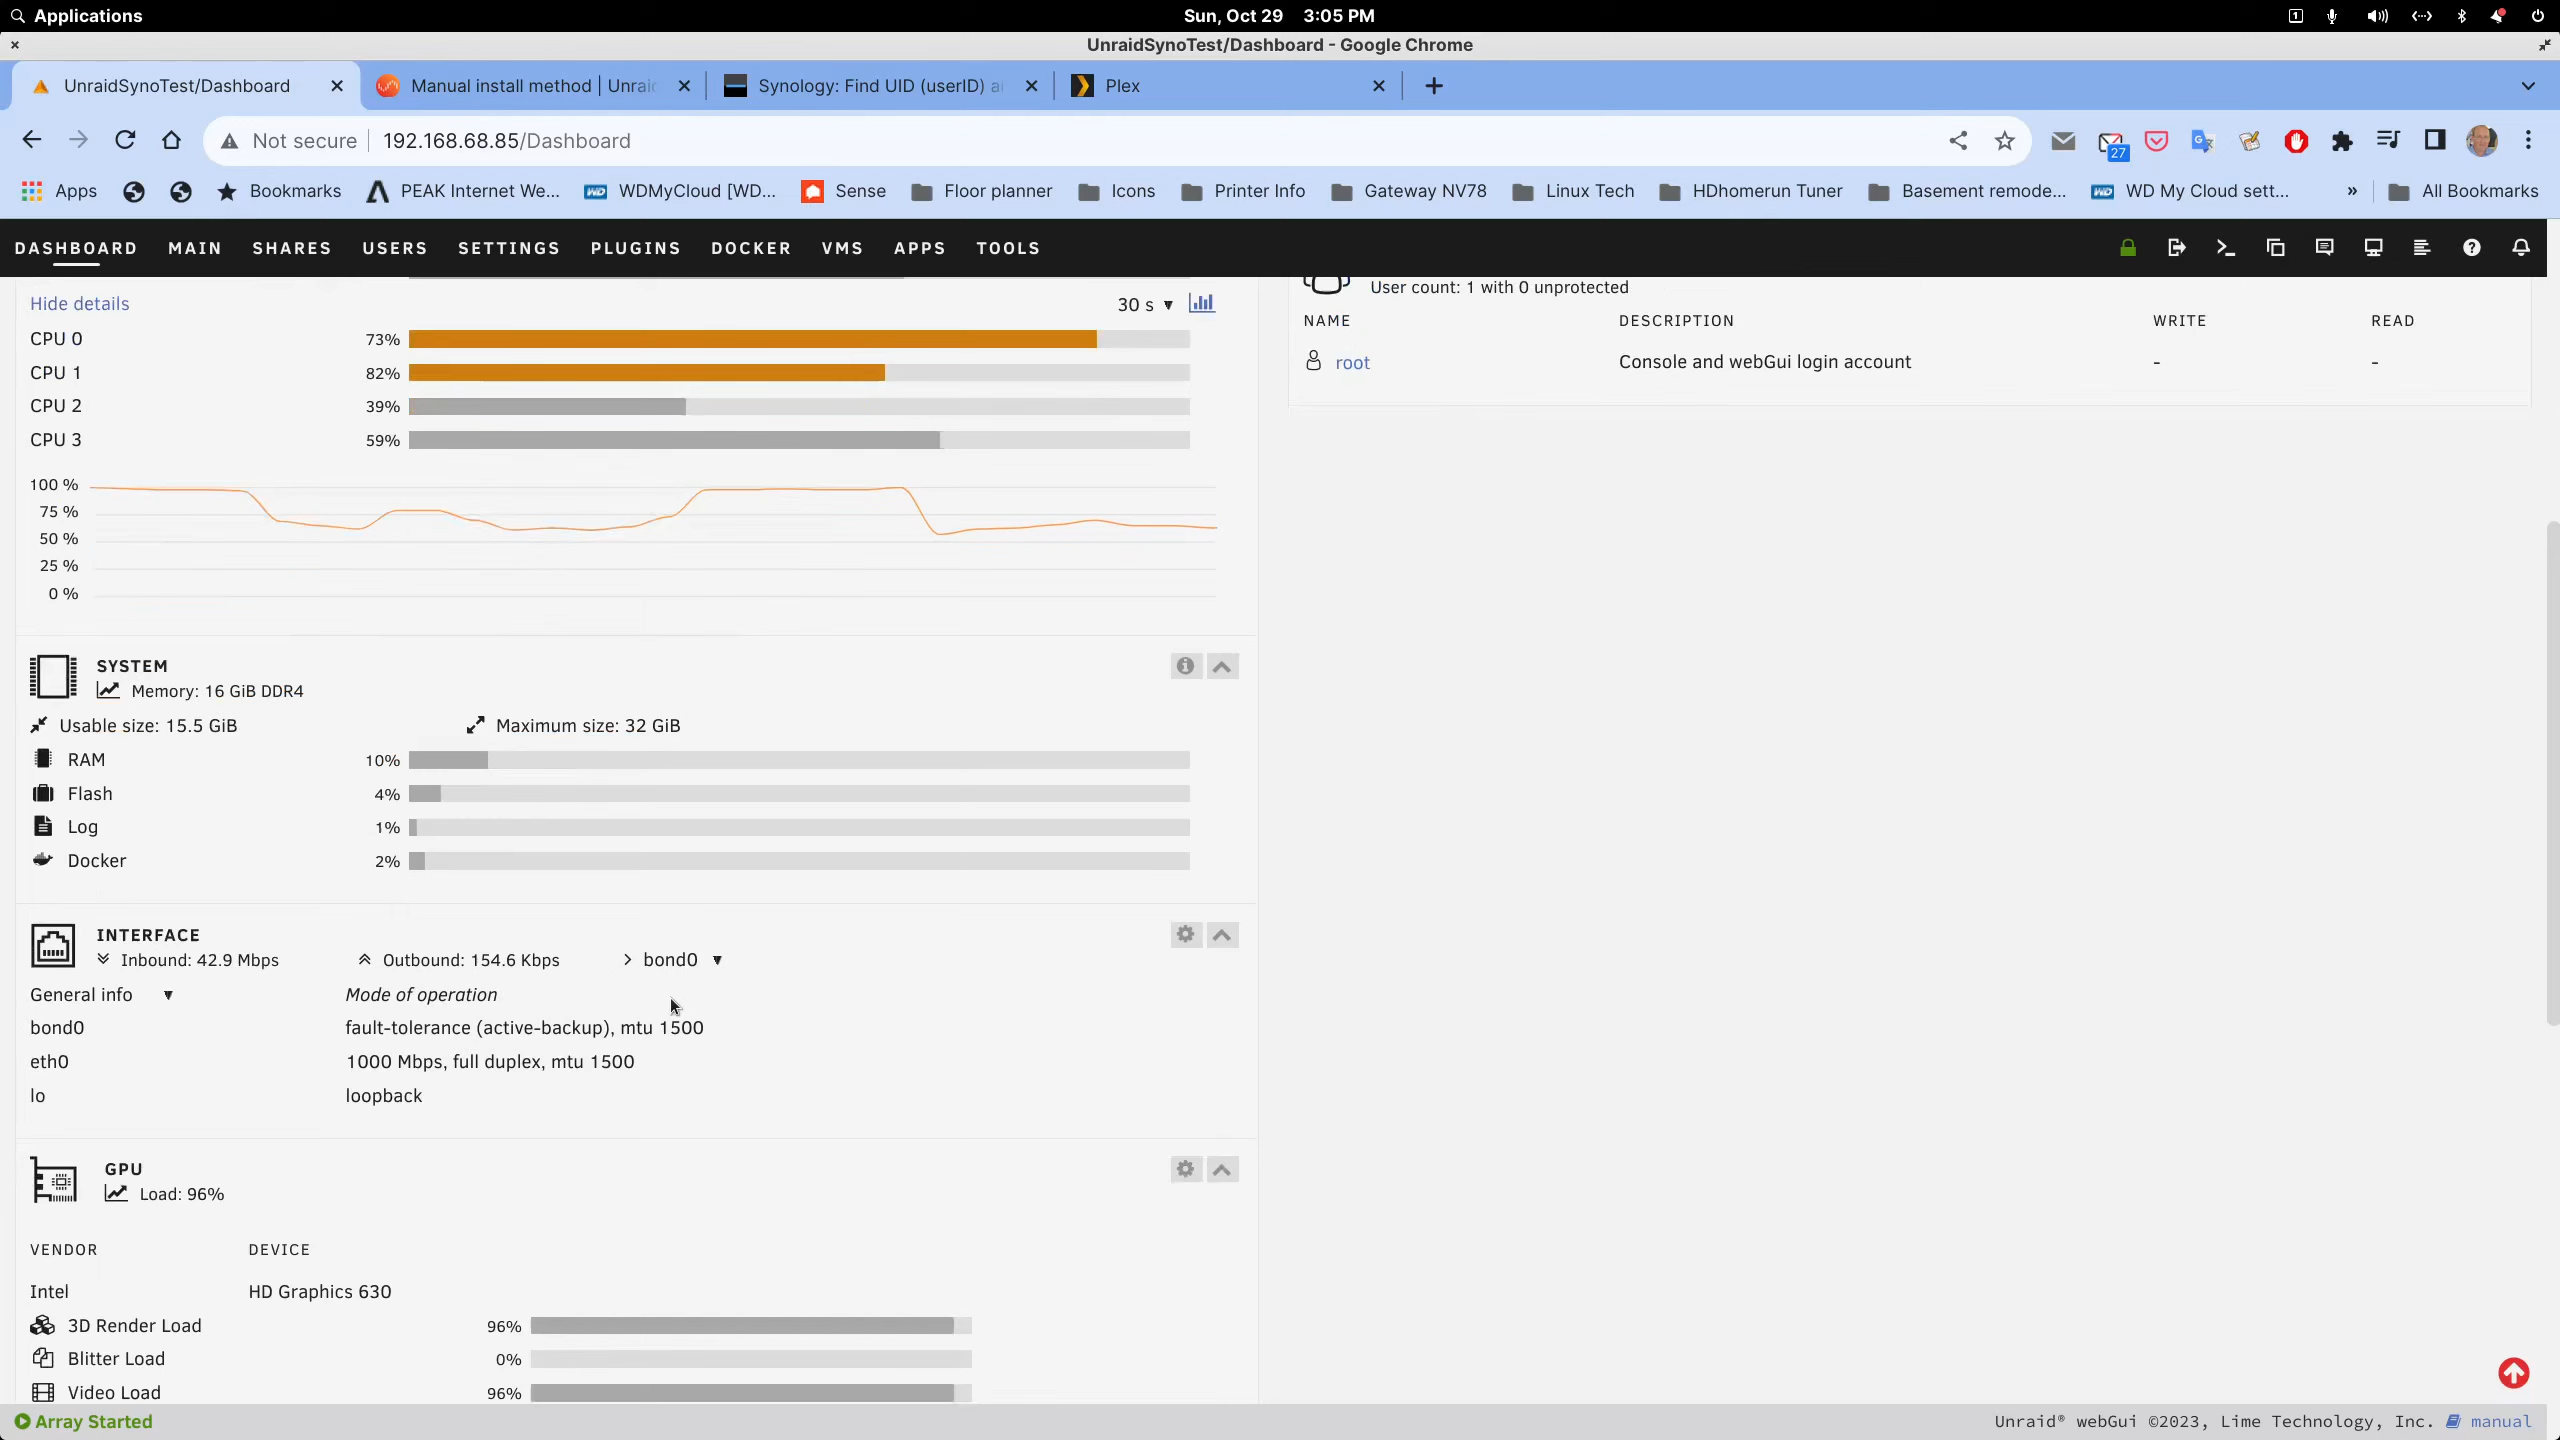 Applications
Sun, Oct 29 3:05 PM
UnraidSynoTest/Dashboard - Google Chrome
UnraidSynoTest/Dashboard
Manual install method | Unraid
Synology: Find UID (userID) a
Plex
Not secure
192.168.68.85/Dashboard
27
Apps
Bookmarks
PEAK Internet We...
WDMyCloud [WD...
Sense
Floor planner
Icons
Printer Info
Gateway NV78
Linux Tech
HDhomerun Tuner
Basement remode...
WD My Cloud sett...
»
All Bookmarks
DASHBOARD MAIN SHARES USERS SETTINGS PLUGINS DOCKER VMS APPS TOOLS
Hide details
30 s
CPU 0 73%
CPU 1 82%
CPU 2 39%
CPU 3 59%
100 %
75 %
50 %
25 %
0 %
SYSTEM
Memory: 16 GiB DDR4
Usable size: 15.5 GiB
Maximum size: 32 GiB
RAM 10%
Flash 4%
Log 1%
Docker 2%
INTERFACE
Inbound: 42.9 Mbps
Outbound: 154.6 Kbps
bond0
General info
Mode of operation
bond0 fault-tolerance (active-backup), mtu 1500
eth0 1000 Mbps, full duplex, mtu 1500
lo loopback
GPU
Load: 96%
VENDOR DEVICE
Intel HD Graphics 630
3D Render Load 96%
Blitter Load 0%
Video Load 96%
User count: 1 with 0 unprotected
NAME DESCRIPTION WRITE READ
root Console and webGui login account - -
Array Started
Unraid® webGui ©2023, Lime Technology, Inc. manual